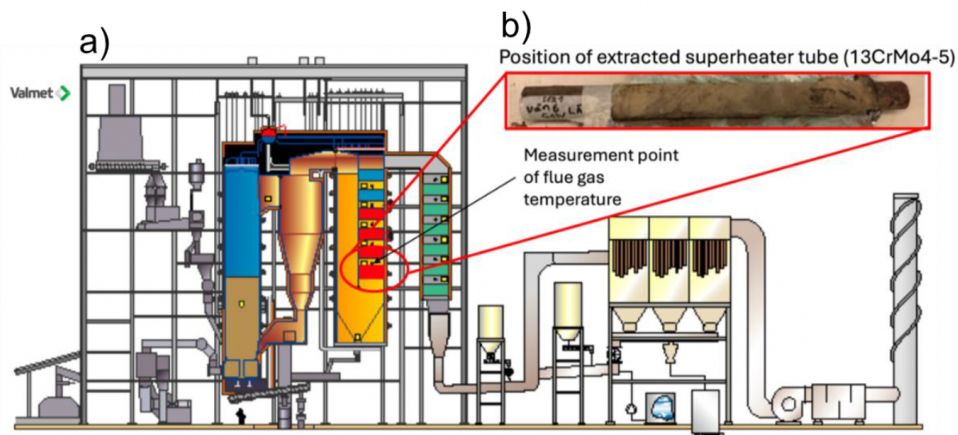 a)
b)
Position of extracted superheater tube (13CrMo4-5)
Valmet
Measurement point
of flue gas
temperature